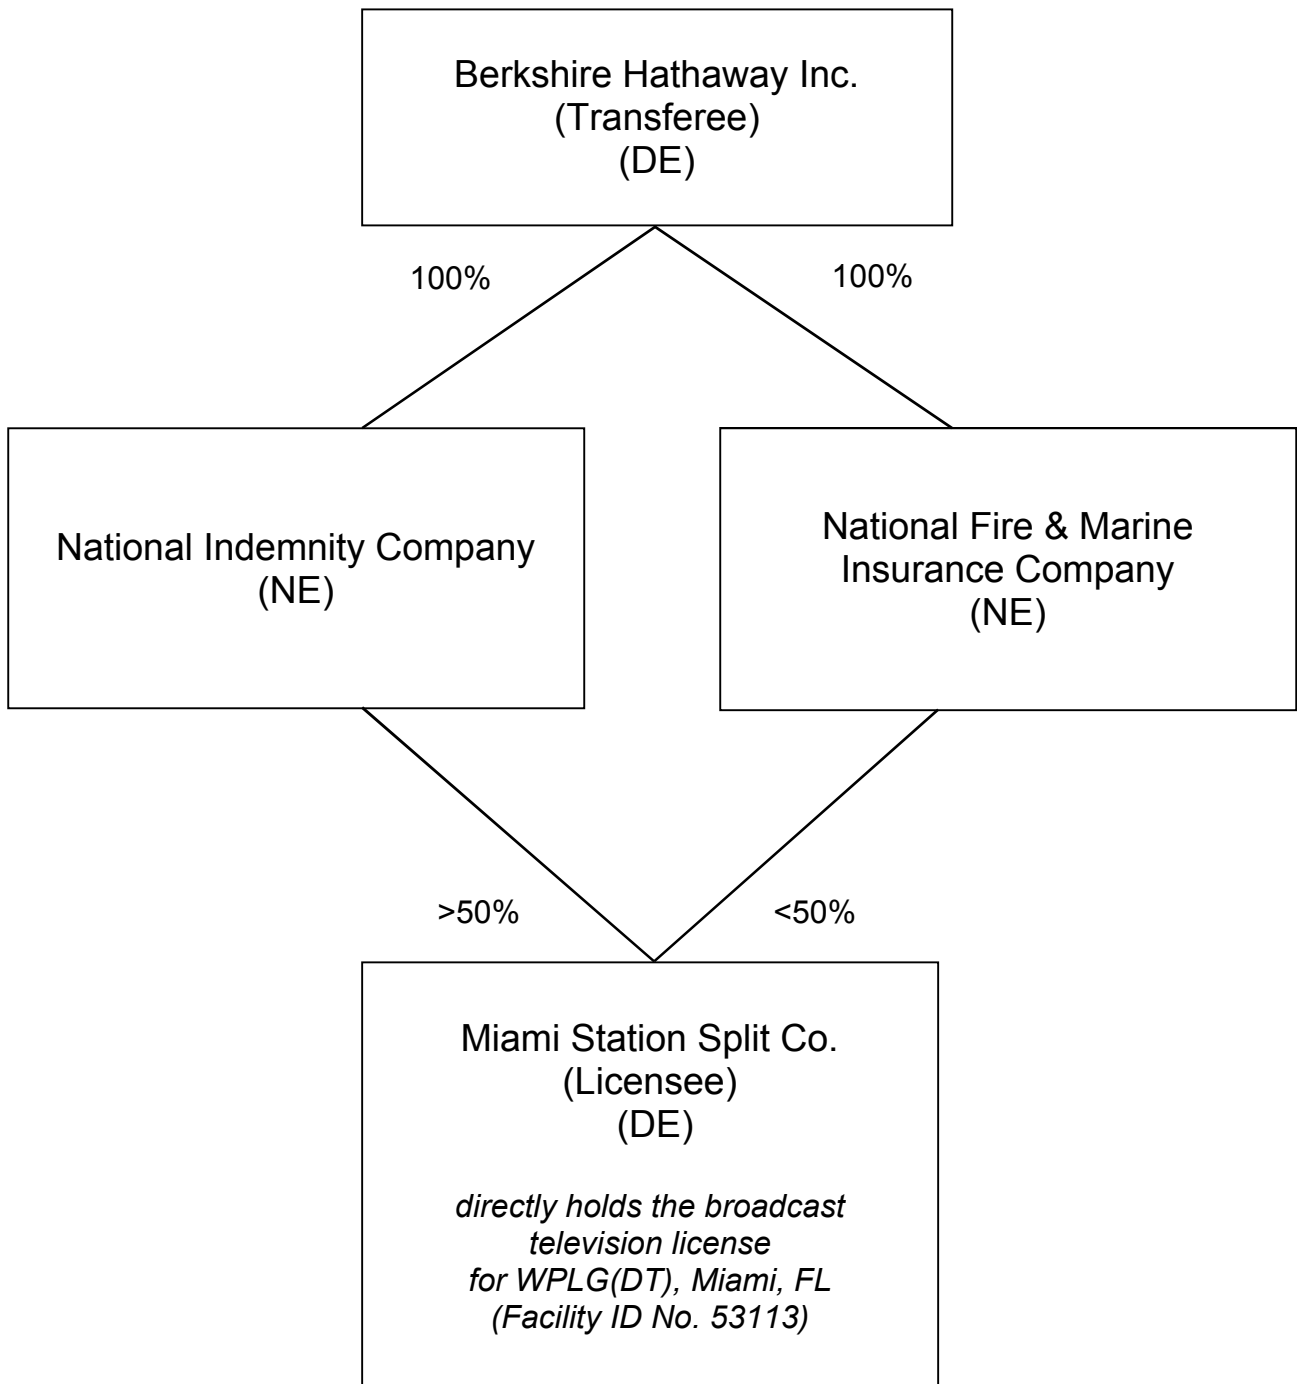 Berkshire Hathaway Inc.
(Transferee)
(DE)
100%
100%
National Indemnity Company
(NE)
National Fire & Marine
Insurance Company
(NE)
>50%
<50%
Miami Station Split Co.
(Licensee)
(DE)
directly holds the broadcast
television license
for WPLG(DT), Miami, FL
(Facility ID No. 53113)